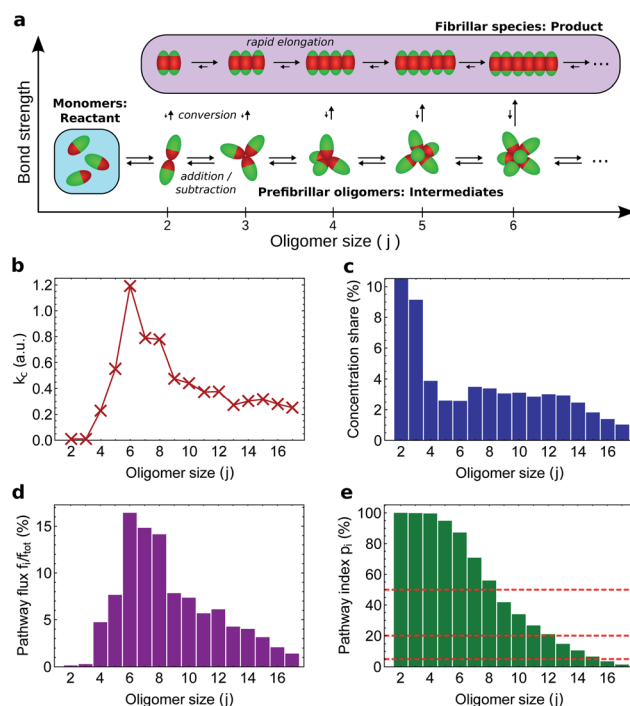 a
Fibrillar species: Product
rapid elongation
...
Bond strength
Monomers:
Reactant
conversion
addition /
subtraction
Prefibrillar oligomers: Intermediates
...
2 3 4 5 6
Oligomer size ( j )
b
k_c (a.u.)
1.2
1.0
0.8
0.6
0.4
0.2
0.0
2 4 6 8 10 12 14 16
Oligomer size (j)
c
Concentration share (%)
10
8
6
4
2
0
2 4 6 8 10 12 14 16
Oligomer size (j)
d
Pathway flux f_j/f_tot (%)
15
10
5
0
2 4 6 8 10 12 14 16
Oligomer size (j)
e
Pathway index p_i (%)
100
80
60
40
20
0
2 4 6 8 10 12 14 16
Oligomer size (j)